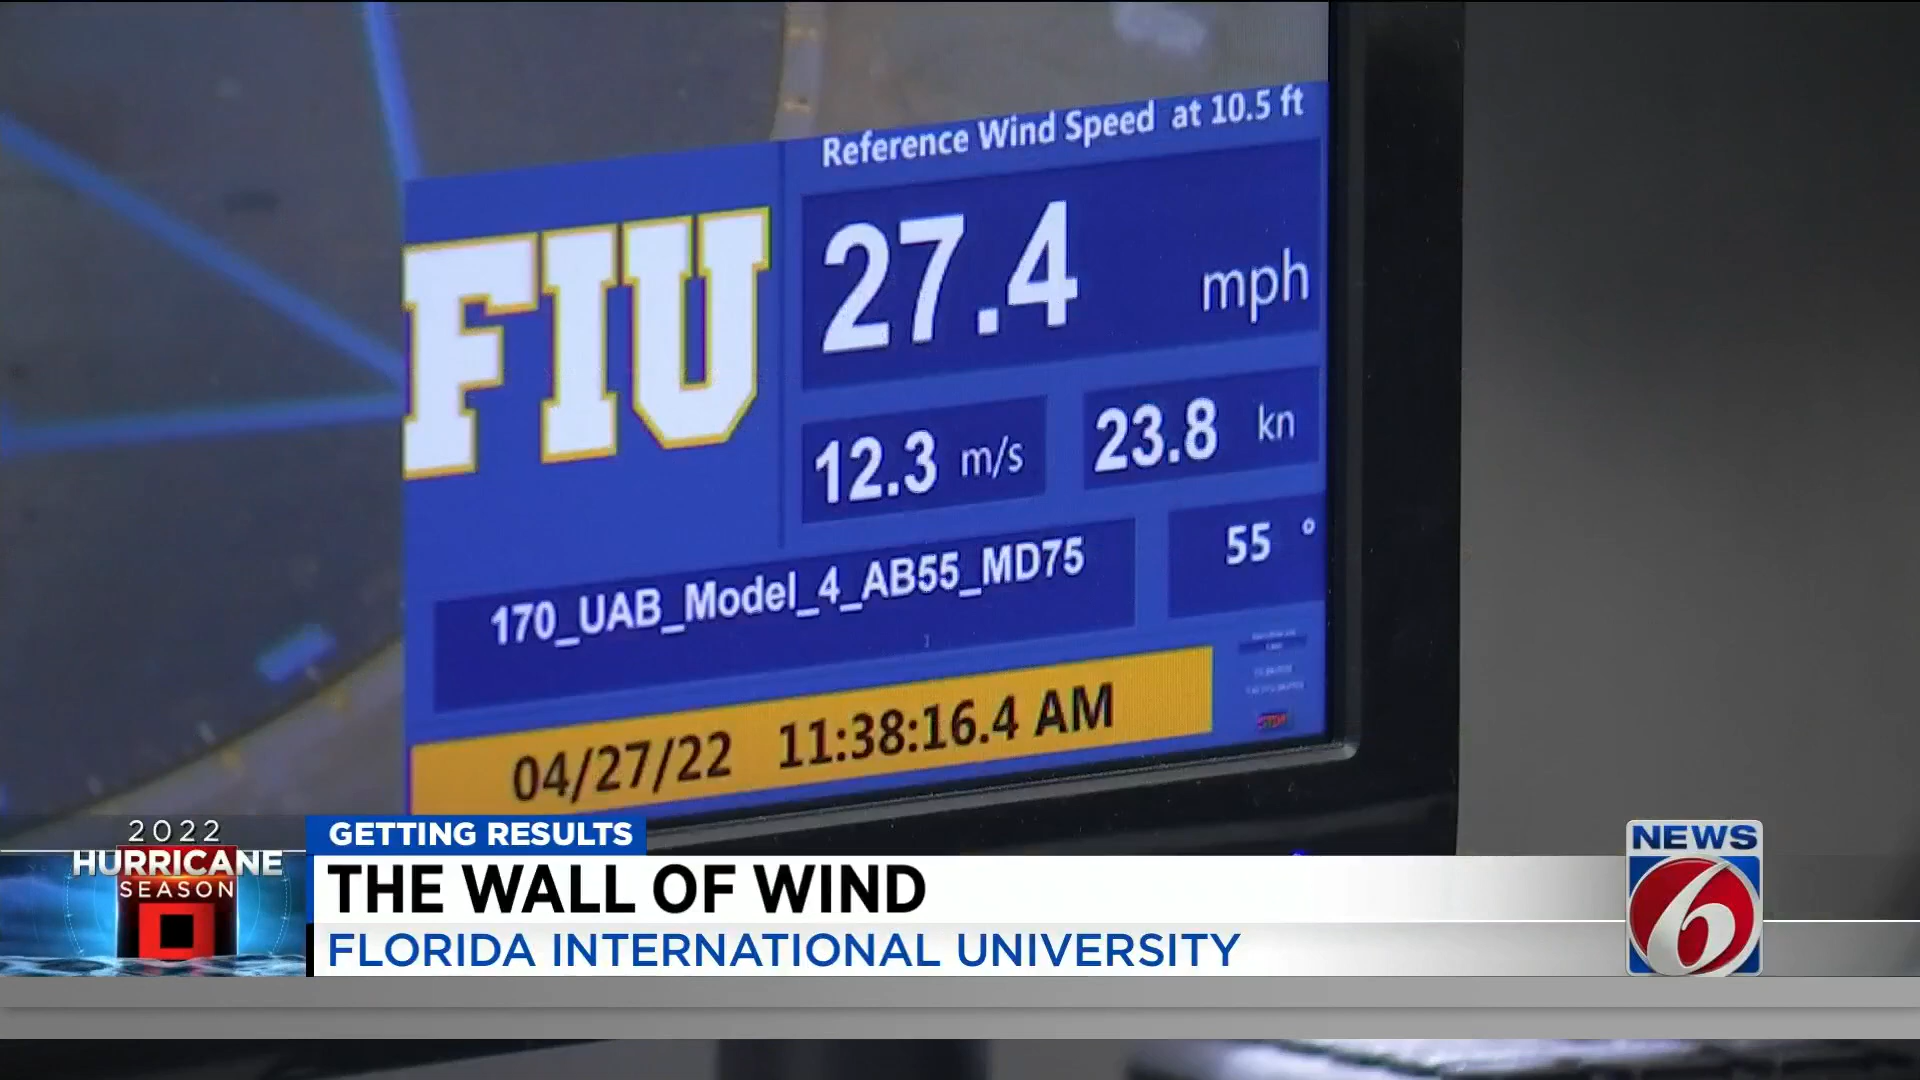 Reference Wind Speed at 10.5 ft
FIU
27.4 mph
12.3 m/s
23.8 kn
170_UAB_Model_4_AB55_MD75
55 °
04/27/22 11:38:16.4 AM
2022
HURRICANE
SEASON
GETTING RESULTS
THE WALL OF WIND
FLORIDA INTERNATIONAL UNIVERSITY
NEWS
6